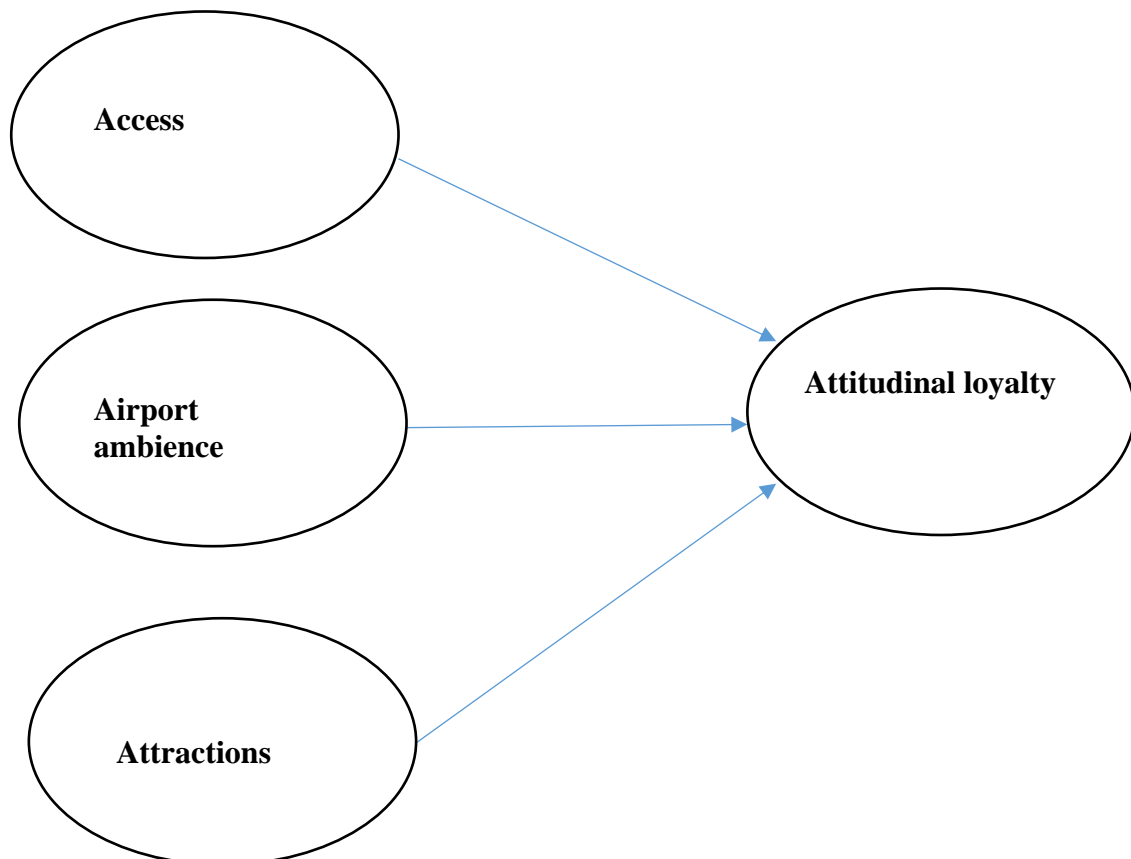 Access
Airport
ambience
Attitudinal loyalty
Attractions